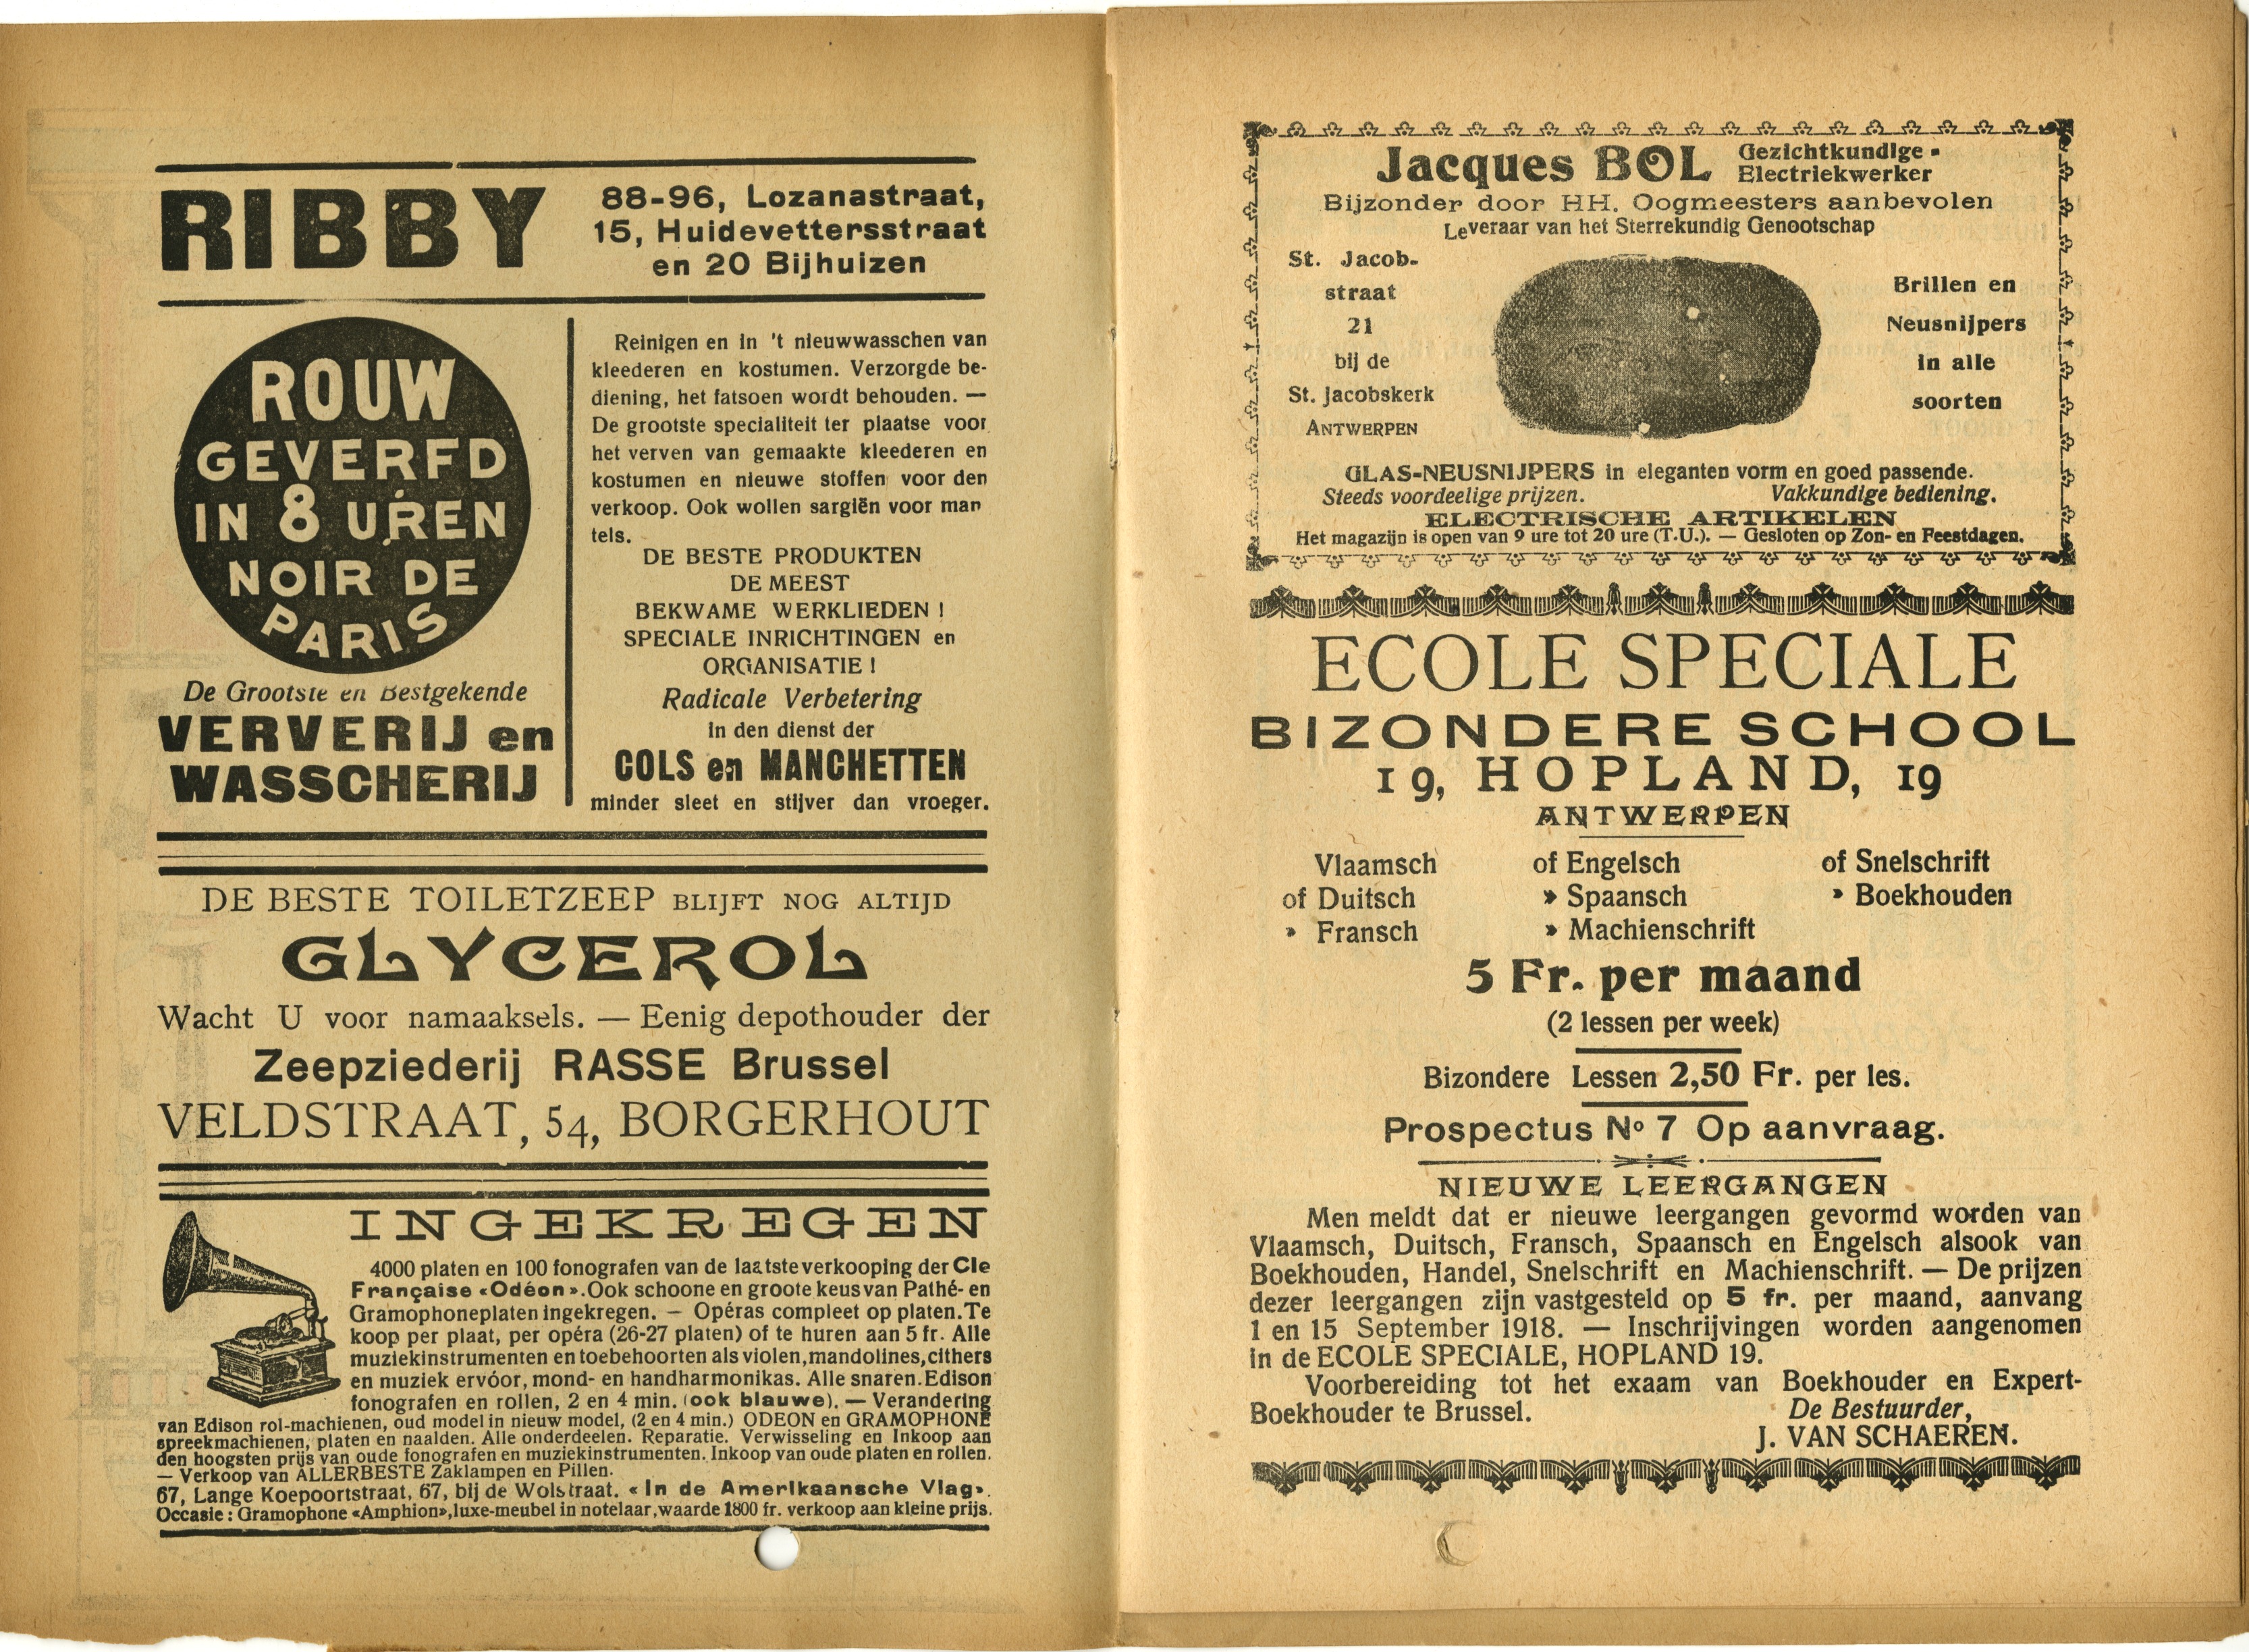 RIBBY
88-96, Lozanastraat,
15, Huidevettersstraat
en 20 Bijhuizen
ROUW
GEVERFD
IN 8 UREN
NOIR DE
PARIS
De Grootste en Bestgekende
VERVERIJ en
WASSCHERIJ
Reinigen en in 't nieuwwasschen van
kleederen en kostumen. Verzorgde be-
diening, het fatsoen wordt behouden. —
De grootste specialiteit ter plaatse voor
het verven van gemaakte kleederen en
kostumen en nieuwe stoffen voor den
verkoop. Ook wollen sargiën voor man
tels.
DE BESTE PRODUKTEN
DE MEEST
BEKWAME WERKLIEDEN !
SPECIALE INRICHTINGEN en
ORGANISATIE !
Radicale Verbetering
in den dienst der
COLS en MANCHETTEN
minder sleet en stijver dan vroeger.
DE BESTE TOILETZEEP BLIJFT NOG ALTIJD
GLYCEROL
Wacht U voor namaaksels. — Eenig depothouder der
Zeepziederij RASSE Brussel
VELDSTRAAT, 54, BORGERHOUT
INGEKREGEN
4000 platen en 100 fonografen van de laatste verkooping der Cie
Française «Odéon». Ook schoone en groote keus van Pathé- en
Gramophoneplaten ingekregen. — Opéras compleet op platen. Te
koop per plaat, per opéra (26-27 platen) of te huren aan 5 fr. Alle
muziekinstrumenten en toebehoorten als violen, mandolines, cithers
en muziek ervóor, mond- en handharmonikas. Alle snaren. Edison
fonografen en rollen, 2 en 4 min. (ook blauwe). — Verandering
van Edison rol-machienen, oud model in nieuw model, (2 en 4 min.) ODEON en GRAMOPHONE
spreekmachienen, platen en naalden. Alle onderdeelen. Reparatie. Verwisseling en Inkoop aan
den hoogsten prijs van oude fonografen en muziekinstrumenten. Inkoop van oude platen en rollen.
— Verkoop van ALLERBESTE Zaklampen en Pillen.
67, Lange Koepoortstraat, 67, bij de Wolstraat. «In de Amerikaansche Vlag».
Occasie : Gramophone «Amphion», luxe-meubel in notelaar, waarde 1800 fr. verkoop aan kleine prijs.
Jacques BOL Gezichtkundige -
Electriekwerker
Bijzonder door HH. Oogmeesters aanbevolen
Leveraar van het Sterrekundig Genootschap
St. Jacob-
straat
21
bij de
St. Jacobskerk
ANTWERPEN
Brillen en
Neusnijpers
in alle
soorten
GLAS-NEUSNIJPERS in eleganten vorm en goed passende.
Steeds voordeelige prijzen. Vakkundige bediening.
ELECTRISCHE ARTIKELEN
Het magazijn is open van 9 ure tot 20 ure (T.U.). — Gesloten op Zon- en Feestdagen.
ECOLE SPECIALE
BIZONDERE SCHOOL
19, HOPLAND, 19
ANTWERPEN
Vlaamsch of Engelsch of Snelschrift
of Duitsch » Spaansch » Boekhouden
» Fransch » Machienschrift
5 Fr. per maand
(2 lessen per week)
Bizondere Lessen 2,50 Fr. per les.
Prospectus No 7 Op aanvraag.
NIEUWE LEERGANGEN
Men meldt dat er nieuwe leergangen gevormd worden van
Vlaamsch, Duitsch, Fransch, Spaansch en Engelsch alsook van
Boekhouden, Handel, Snelschrift en Machienschrift. — De prijzen
dezer leergangen zijn vastgesteld op 5 fr. per maand, aanvang
1 en 15 September 1918. — Inschrijvingen worden aangenomen
in de ECOLE SPECIALE, HOPLAND 19.
Voorbereiding tot het exaam van Boekhouder en Expert-
Boekhouder te Brussel.
De Bestuurder,
J. VAN SCHAEREN.